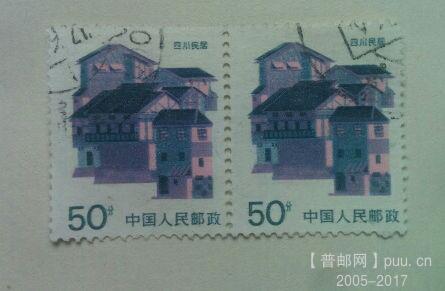 四川民居
50分
中国人民邮政
四川民居
50分
中国人民邮政
【普邮网】puu.cn
2005-2017